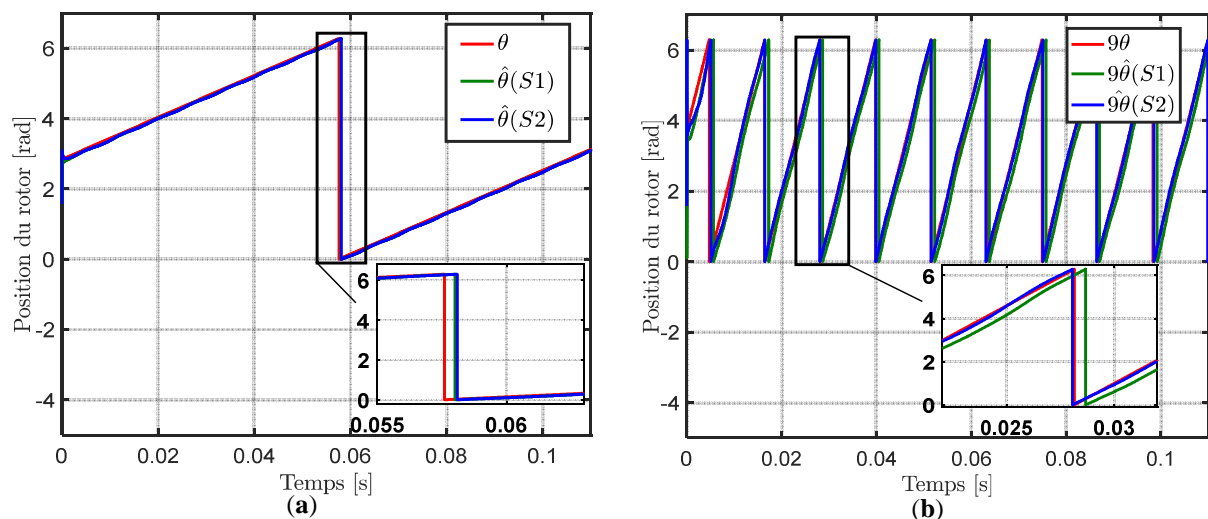 6
4
2
0
-2
-4
Position du rotor [rad]
θ
θ̂(S1)
θ̂(S2)
6
4
2
0
0.055 0.06
0 0.02 0.04 0.06 0.08 0.1
Temps [s]
(a)
6
4
2
0
-2
-4
Position du rotor [rad]
9θ
9θ̂(S1)
9θ̂(S2)
6
4
2
0
0.025 0.03
0 0.02 0.04 0.06 0.08 0.1
Temps [s]
(b)